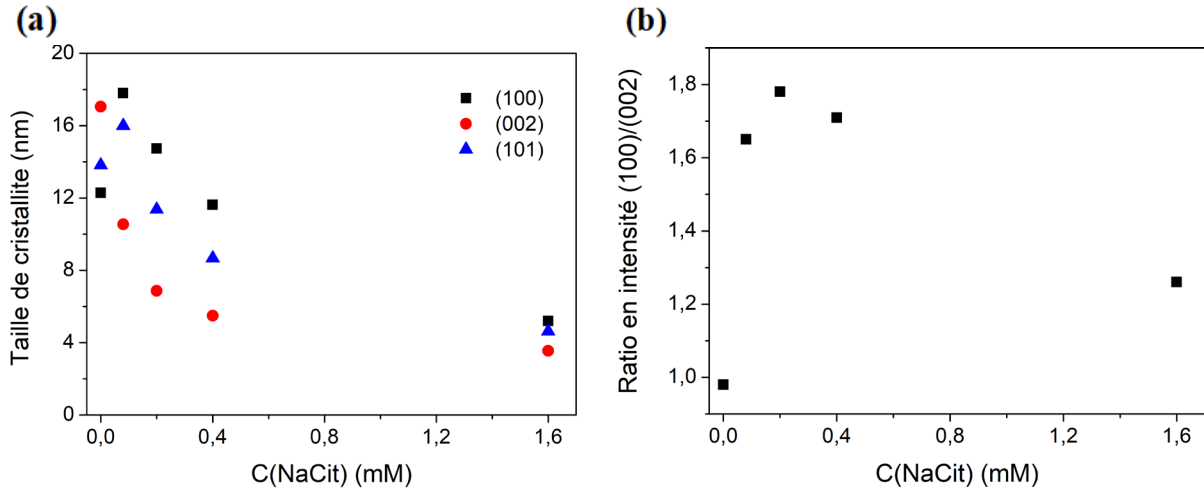 (a)
20
16
12
8
4
0
Taille de cristallite (nm)
(100)
(002)
(101)
0,0 0,4 0,8 1,2 1,6
C(NaCit) (mM)
(b)
1,8
1,6
1,4
1,2
1,0
Ratio en intensité (100)/(002)
0,0 0,4 0,8 1,2 1,6
C(NaCit) (mM)